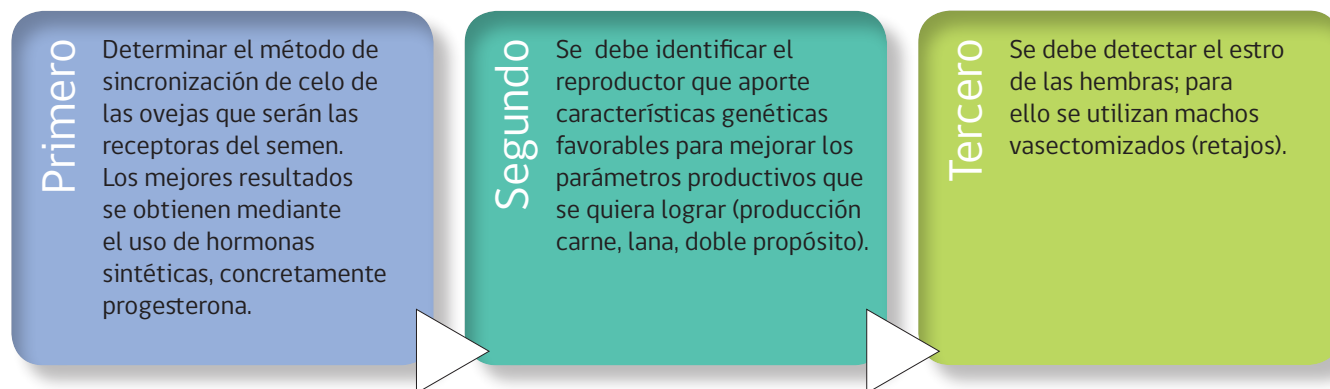 Primero
Determinar el método de
sincronización de celo de
las ovejas que serán las
receptoras del semen.
Los mejores resultados
se obtienen mediante
el uso de hormonas
sintéticas, concretamente
progesterona.
Segundo
Se debe identificar el
reproductor que aporte
características genéticas
favorables para mejorar los
parámetros productivos que
se quiera lograr (producción
carne, lana, doble propósito).
Tercero
Se debe detectar el estro
de las hembras; para
ello se utilizan machos
vasectomizados (retajos).